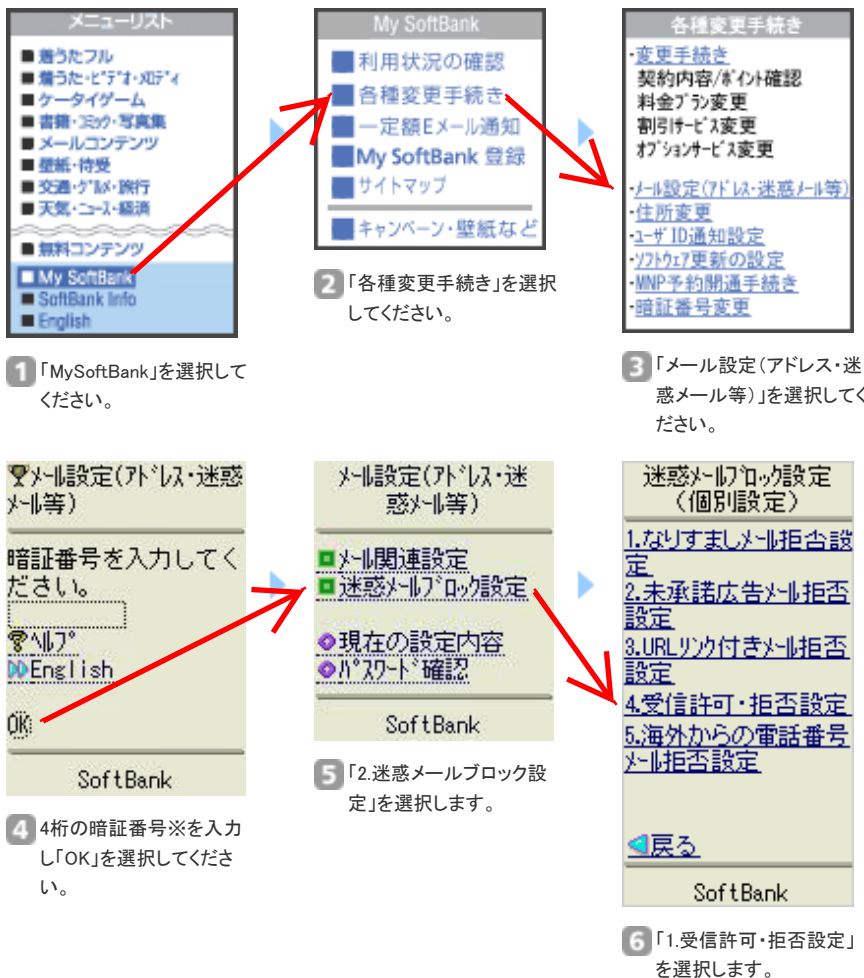 メニューリスト
■着うたフル
■着うた・ビデオ・メロディ
■ケータイゲーム
■書籍・コミック・写真集
■メールコンテンツ
■壁紙・待受
■交通・グルメ・旅行
■天気・ニュース・経済
■無料コンテンツ
■My SoftBank
■SoftBank Info
■English
1 「MySoftBank」を選択して
ください。
My SoftBank
■利用状況の確認
■各種変更手続き
■一定額Eメール通知
■My SoftBank 登録
■サイトマップ
■キャンペーン・壁紙など
2 「各種変更手続き」を選択
してください。
各種変更手続き
・変更手続き
契約内容/ポイント確認
料金プラン変更
割引サービス変更
オプションサービス変更
・メール設定(アドレス・迷惑メール等)
・住所変更
・ユーザID通知設定
・ソフトウェア更新の設定
・MNP予約開通手続き
・暗証番号変更
3 「メール設定(アドレス・迷
惑メール等)」を選択してく
ださい。
メール設定(アドレス・迷惑
メール等)
暗証番号を入力してく
ださい。
ヘルプ
English
OK
SoftBank
4 4桁の暗証番号※を入力
し「OK」を選択してくださ
い。
メール設定(アドレス・迷
惑メール等)
メール関連設定
迷惑メールブロック設定
現在の設定内容
パスワード確認
SoftBank
5 「2.迷惑メールブロック設
定」を選択します。
迷惑メールブロック設定
(個別設定)
1.なりすましメール拒否設
定
2.未承諾広告メール拒否
設定
3.URLリンク付きメール拒否
設定
4.受信許可・拒否設定
5.海外からの電話番号
メール拒否設定
戻る
SoftBank
6 「1.受信許可・拒否設定」
を選択します。